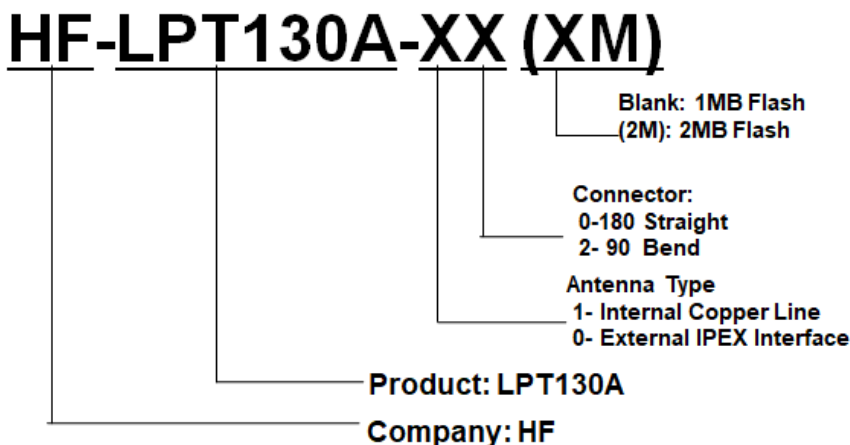 HF-LPT130A-XX (XM)
Blank: 1MB Flash
(2M): 2MB Flash
Connector:
0-180 Straight
2- 90 Bend
Antenna Type
1- Internal Copper Line
0- External IPEX Interface
Product: LPT130A
Company: HF